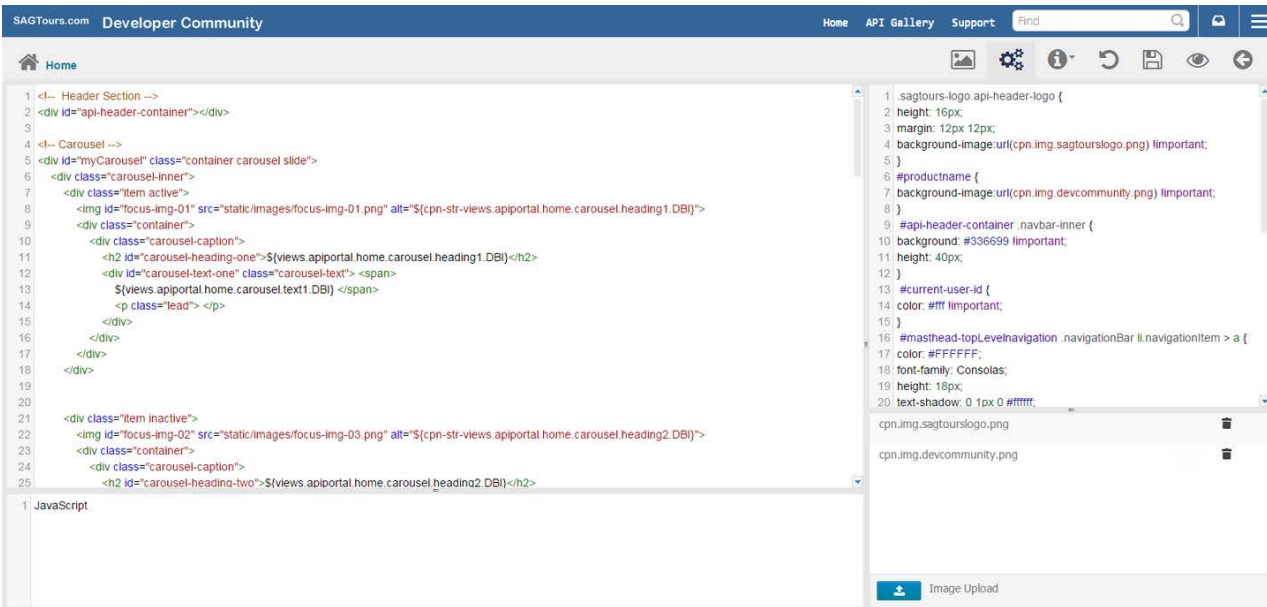 SAGTours.com Developer Community
Home API Gallery Support Find
Home
1 <!-- Header Section -->
2 <div id="api-header-container"></div>
3
4 <!-- Carousel -->
5 <div id="myCarousel" class="container carousel slide">
6 <div class="carousel-inner">
7 <div class="item active">
8 <img id="focus-img-01" src="static/images/focus-img-01.png" alt="${cpn-str-views.apiportal.home.carousel.heading1.DBI}">
9 <div class="container">
10 <div class="carousel-caption">
11 <h2 id="carousel-heading-one">${views.apiportal.home.carousel.heading1.DBI}</h2>
12 <div id="carousel-text-one" class="carousel-text"> <span>
13 ${views.apiportal.home.carousel.text1.DBI} </span>
14 <p class="lead"> </p>
15 </div>
16 </div>
17 </div>
18 </div>
19
20
21 <div class="item inactive">
22 <img id="focus-img-02" src="static/images/focus-img-03.png" alt="${cpn-str-views.apiportal.home.carousel.heading2.DBI}">
23 <div class="container">
24 <div class="carousel-caption">
25 <h2 id="carousel-heading-two">${views.apiportal.home.carousel.heading2.DBI}</h2>
1 JavaScript
1 .sagtours-logo.api-header-logo {
2 height: 16px;
3 margin: 12px 12px;
4 background-image:url(cpn.img.sagtourslogo.png) !important;
5 }
6 #productname {
7 background-image:url(cpn.img.devcommunity.png) !important;
8 }
9 #api-header-container .navbar-inner {
10 background: #336699 !important;
11 height: 40px;
12 }
13 #current-user-id {
14 color: #fff !important;
15 }
16 #masthead-topLevelnavigation .navigationBar li.navigationItem > a {
17 color: #FFFFFF;
18 font-family: Consolas;
19 height: 18px;
20 text-shadow: 0 1px 0 #ffffff;
cpn.img.sagtourslogo.png
cpn.img.devcommunity.png
Image Upload